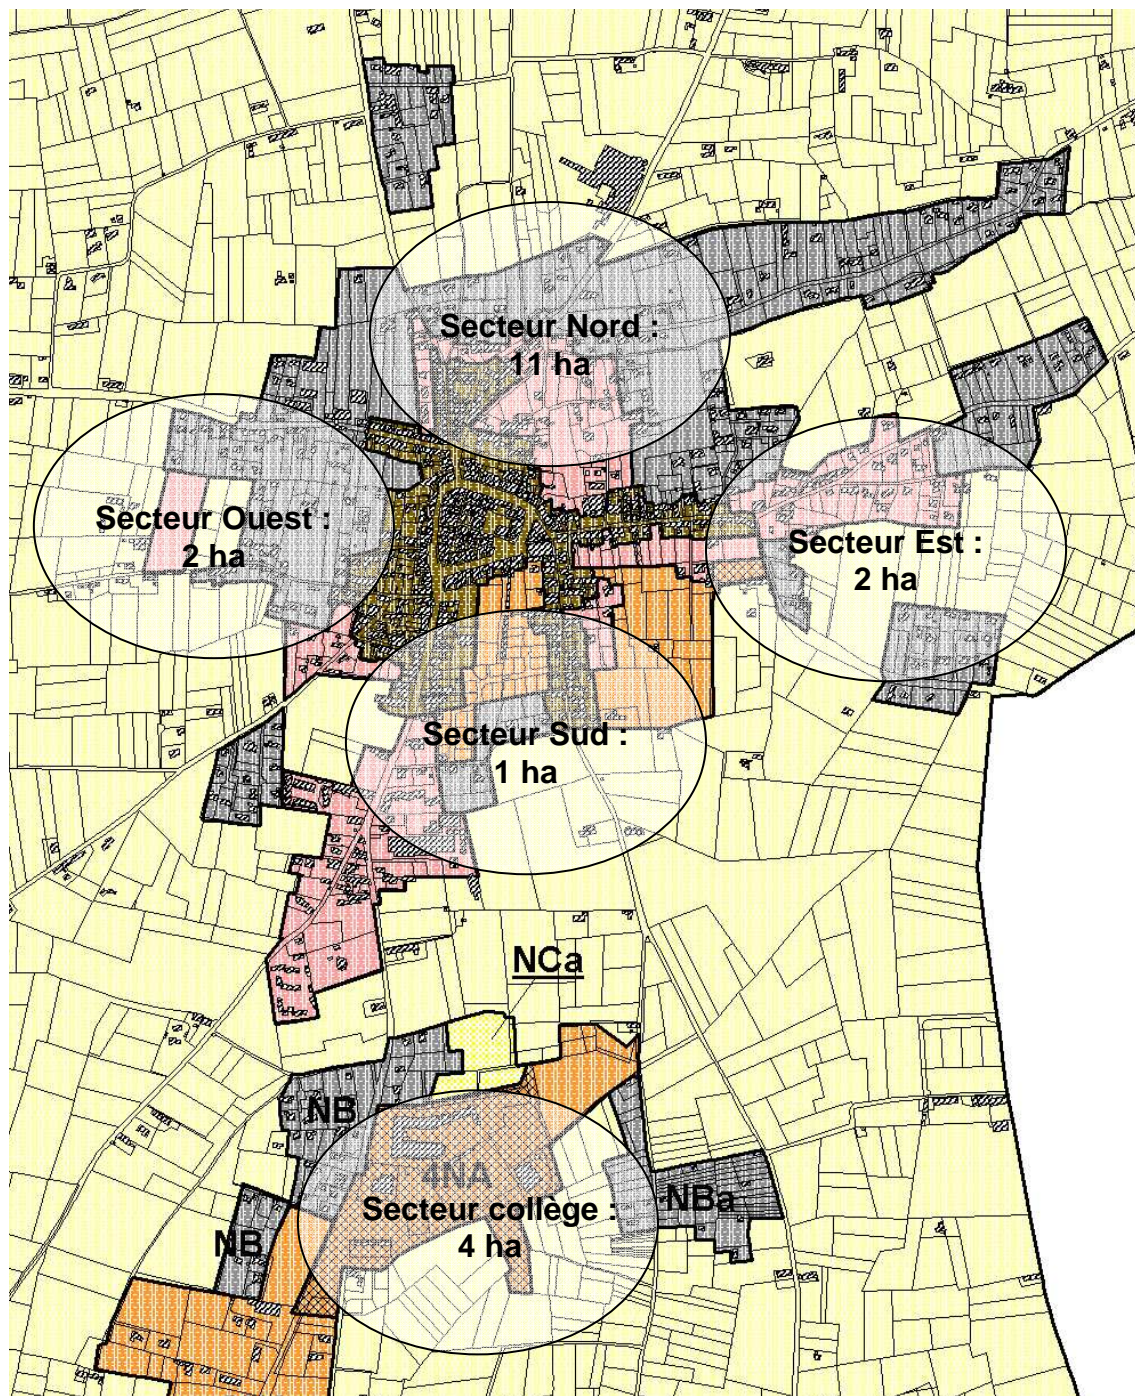 Secteur Nord :
11 ha
Secteur Ouest :
2 ha
Secteur Est :
2 ha
Secteur Sud :
1 ha
NCa
NB
4NA
NBa
Secteur collège :
4 ha
NB